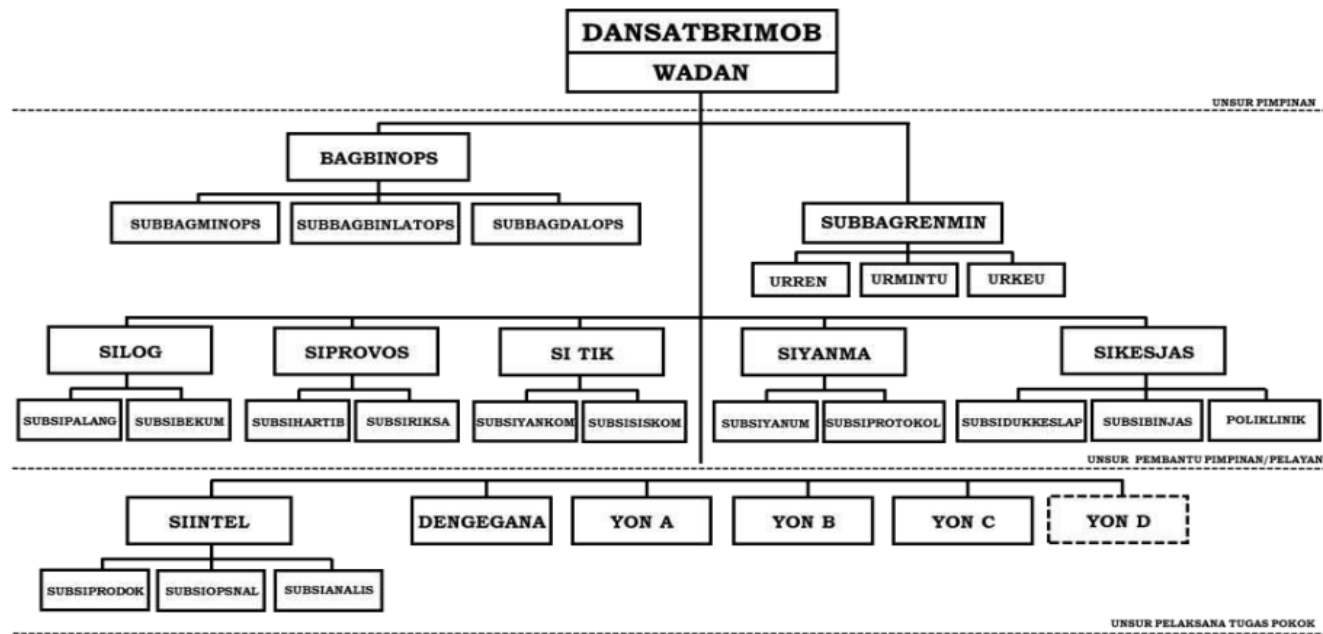 DANSATBRIMOB
WADAN
UNSUR PIMPINAN
BAGBINOPS
SUBBAGMINOPS
SUBBAGBINLATOPS
SUBBAGDALOPS
SUBBAGRENMIN
URREN
URMINTU
URKEU
SILOG
SIPROVOS
SI TIK
SIYANMA
SIKESJAS
SUBSIPALANG
SUBSIBEKUM
SUBSIHARTIB
SUBSIRIKSA
SUBSIYANKOM
SUBSISISKOM
SUBSIYANUM
SUBSIPROTOKOL
SUBSIDUKKESLAP
SUBSIBINJAS
POLIKLINIK
UNSUR PEMBANTU PIMPINAN/PELAYAN
SIINTEL
DENGEGANA
YON A
YON B
YON C
YON D
SUBSIPRODOK
SUBSIOPSNAL
SUBSIANALIS
UNSUR PELAKSANA TUGAS POKOK